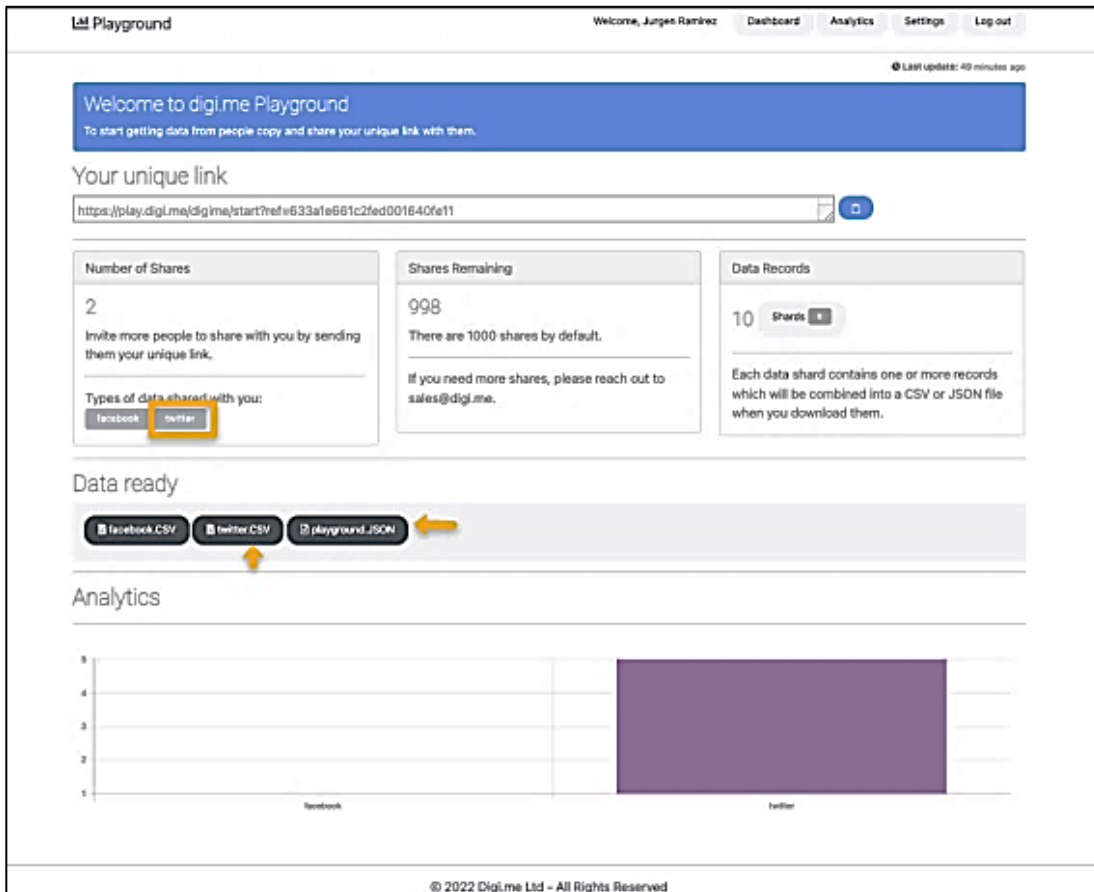 Playground
Welcome, Jurgen Ramirez Dashboard Analytics Settings Log out
Last update: 49 minutes ago
Welcome to digi.me Playground
To start getting data from people copy and share your unique link with them.
Your unique link
https://play.digi.me/digime/start?ref=633a1e661c2fed001640fe11
Number of Shares
2
Invite more people to share with you by sending
them your unique link.
Types of data shared with you:
facebook twitter
Shares Remaining
998
There are 1000 shares by default.
If you need more shares, please reach out to
sales@digi.me.
Data Records
10 Shards
Each data shard contains one or more records
which will be combined into a CSV or JSON file
when you download them.
Data ready
facebook.CSV twitter.CSV playground.JSON
Analytics
5
4
3
2
1
facebook twitter
© 2022 Digi.me Ltd - All Rights Reserved